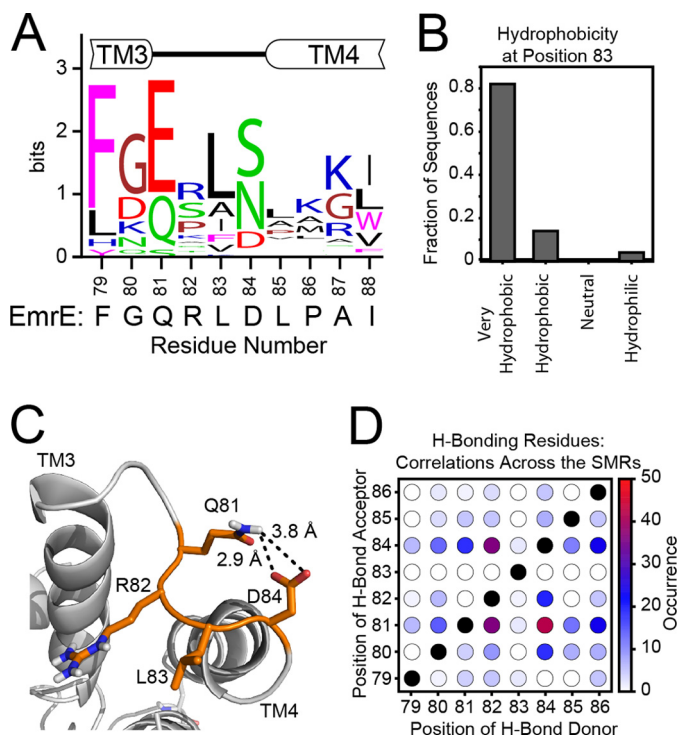 A
TM3 TM4
3
2
1
0
bits
F G E R L S L K K I
L D Q S A N P A G L
H K P I D M R W
Y N F A V
79 80 81 82 83 84 85 86 87 88
EmrE: F G Q R L D L P A I
Residue Number
B
Hydrophobicity
at Position 83
Fraction of Sequences
0.8
0.6
0.4
0.2
0
Very
Hydrophobic
Hydrophobic
Neutral
Hydrophilic
C
TM3
Q81
3.8 Å
2.9 Å
R82
D84
L83
TM4
D
H-Bonding Residues:
Correlations Across the SMRs
Position of H-Bond Acceptor
86
85
84
83
82
81
80
79
79 80 81 82 83 84 85 86
Position of H-Bond Donor
50
40
30
20
10
0
Occurrence